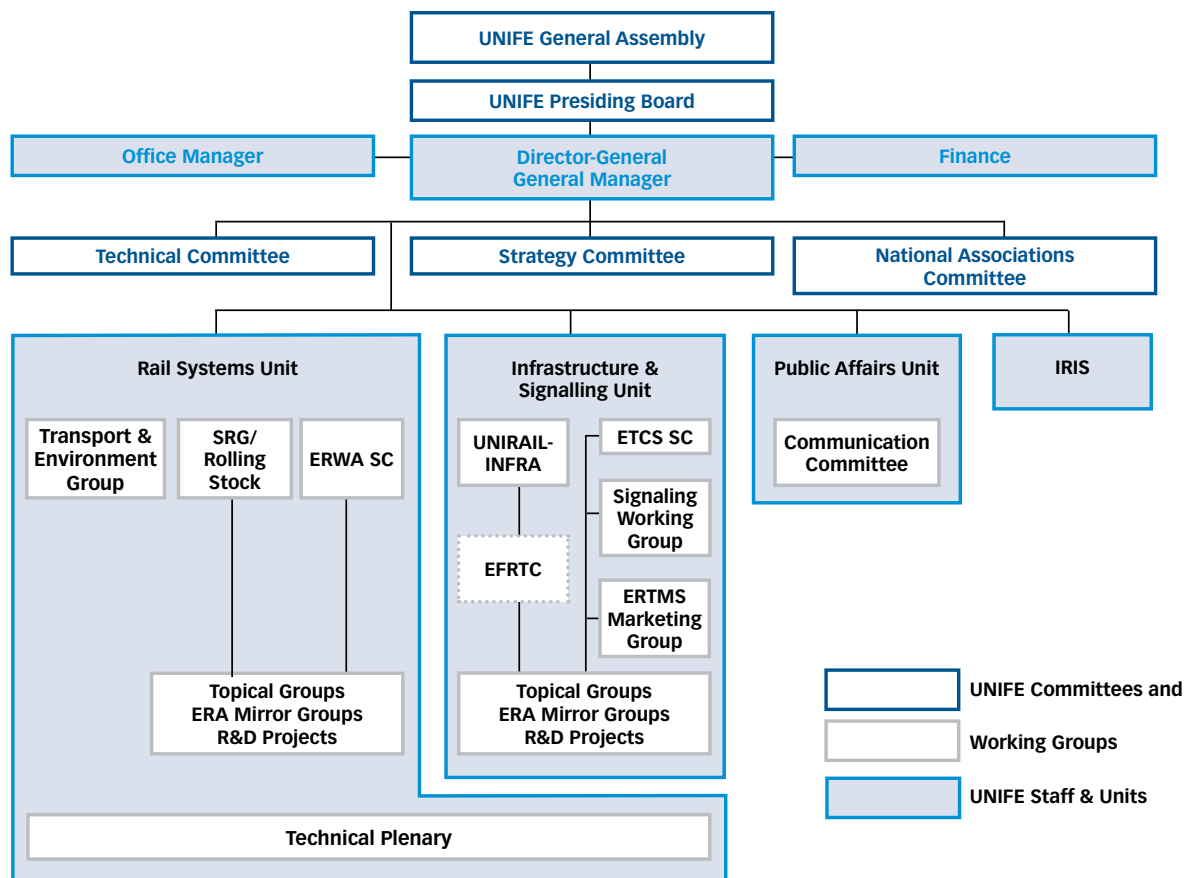 UNIFE General Assembly
UNIFE Presiding Board
Office Manager
Director-General
General Manager
Finance
Technical Committee
Strategy Committee
National Associations
Committee
Rail Systems Unit
Transport &
Environment
Group
SRG/
Rolling
Stock
ERWA SC
Topical Groups
ERA Mirror Groups
R&D Projects
Technical Plenary
Infrastructure &
Signalling Unit
UNIRAIL-
INFRA
EFRTC
ETCS SC
Signaling
Working
Group
ERTMS
Marketing
Group
Topical Groups
ERA Mirror Groups
R&D Projects
Public Affairs Unit
Communication
Committee
IRIS
UNIFE Committees and
Working Groups
UNIFE Staff & Units